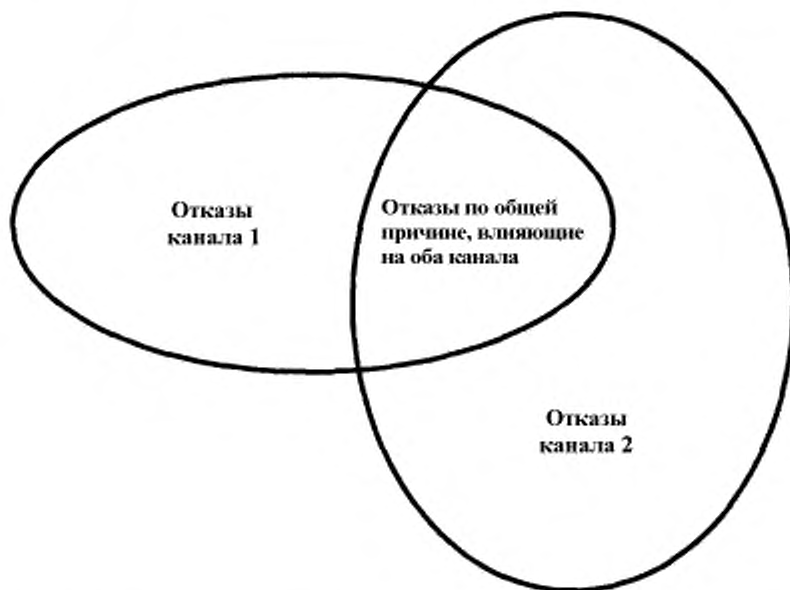 Отказы
канала 1
Отказы по общей
причине, влияющие
на оба канала
Отказы
канала 2